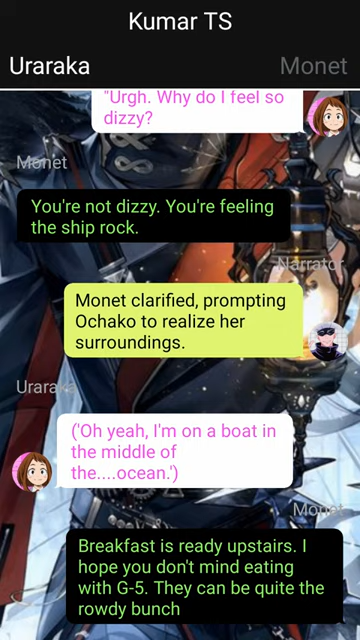 Kumar TS
Uraraka
Monet
"Urgh. Why do I feel so
dizzy?
Monet
You're not dizzy. You're feeling
the ship rock.
Narrator
Monet clarified, prompting
Ochako to realize her
surroundings.
Uraraka
('Oh yeah, I'm on a boat in
the middle of
the....ocean.')
Monet
Breakfast is ready upstairs. I
hope you don't mind eating
with G-5. They can be quite the
rowdy bunch